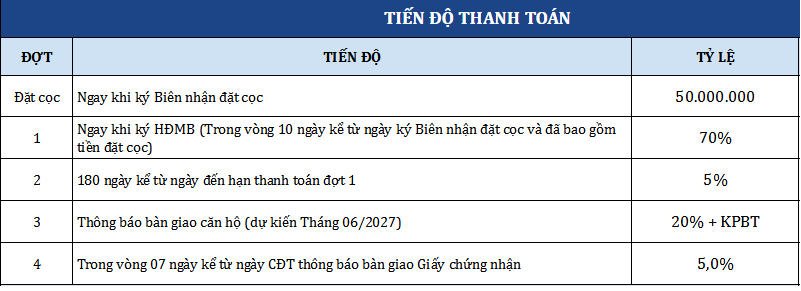 TIẾN ĐỘ THANH TOÁN
ĐỢT TIẾN ĐỘ TỶ LỆ
Đặt cọc Ngay khi ký Biên nhận đặt cọc 50.000.000
1 Ngay khi ký HĐMB (Trong vòng 10 ngày kể từ ngày ký Biên nhận đặt cọc và đã bao gồm
tiền đặt cọc) 70%
2 180 ngày kể từ ngày đến hạn thanh toán đợt 1 5%
3 Thông báo bàn giao căn hộ (dự kiến Tháng 06/2027) 20% + KPBT
4 Trong vòng 07 ngày kể từ ngày CĐT thông báo bàn giao Giấy chứng nhận 5,0%